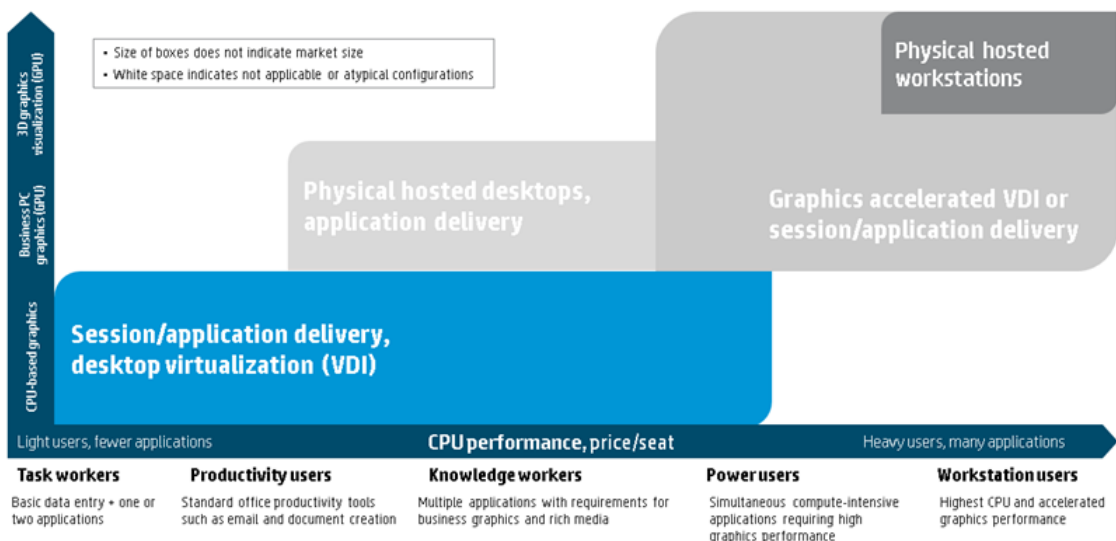 • Size of boxes does not indicate market size
• White space indicates not applicable or atypical configurations
Physical hosted
workstations
3D graphics
visualization (GPU)
Physical hosted desktops,
application delivery
Graphics accelerated VDI or
session/application delivery
Business PC
graphics (GPU)
Session/application delivery,
desktop virtualization (VDI)
CPU-based graphics
Light users, fewer applications
CPU performance, price/seat
Heavy users, many applications
Task workers
Basic data entry + one or
two applications
Productivity users
Standard office productivity tools
such as email and document creation
Knowledge workers
Multiple applications with requirements for
business graphics and rich media
Power users
Simultaneous compute-intensive
applications requiring high
graphics performance
Workstation users
Highest CPU and accelerated
graphics performance